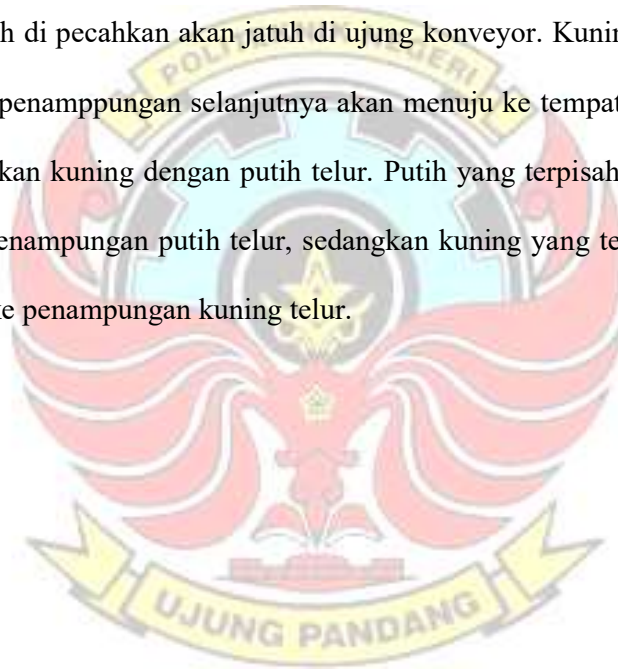 h di pecahkan akan jatuh di ujung konveyor. Kunin
penamppungan selanjutnya akan menuju ke tempat
kan kuning dengan putih telur. Putih yang terpisah
enampungan putih telur, sedangkan kuning yang te
ke penampungan kuning telur.
UJUNG PANDANG